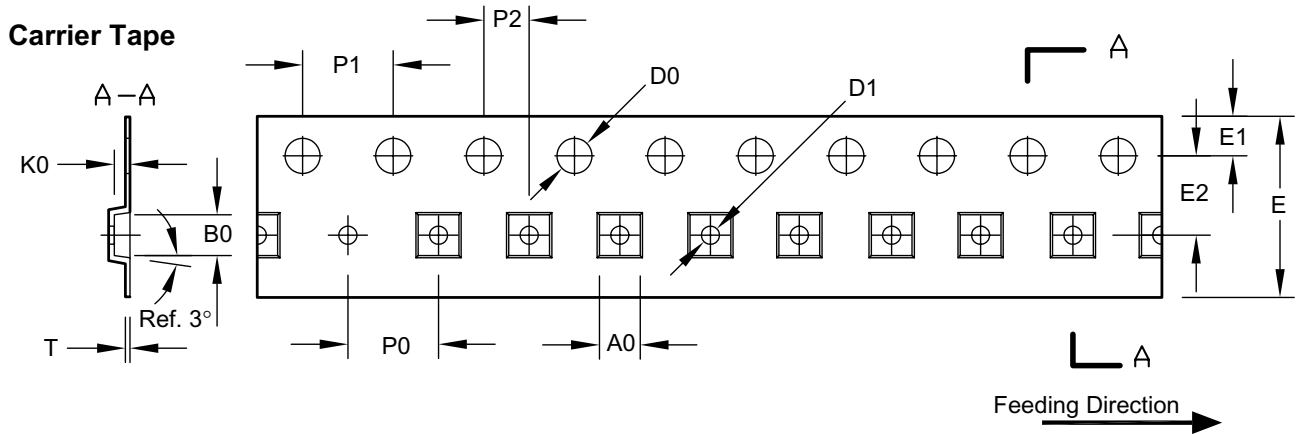 Carrier Tape
P2
P1
D0
D1
A
A–A
E1
K0
E2
E
B0
Ref. 3°
T
P0
A0
A
Feeding Direction